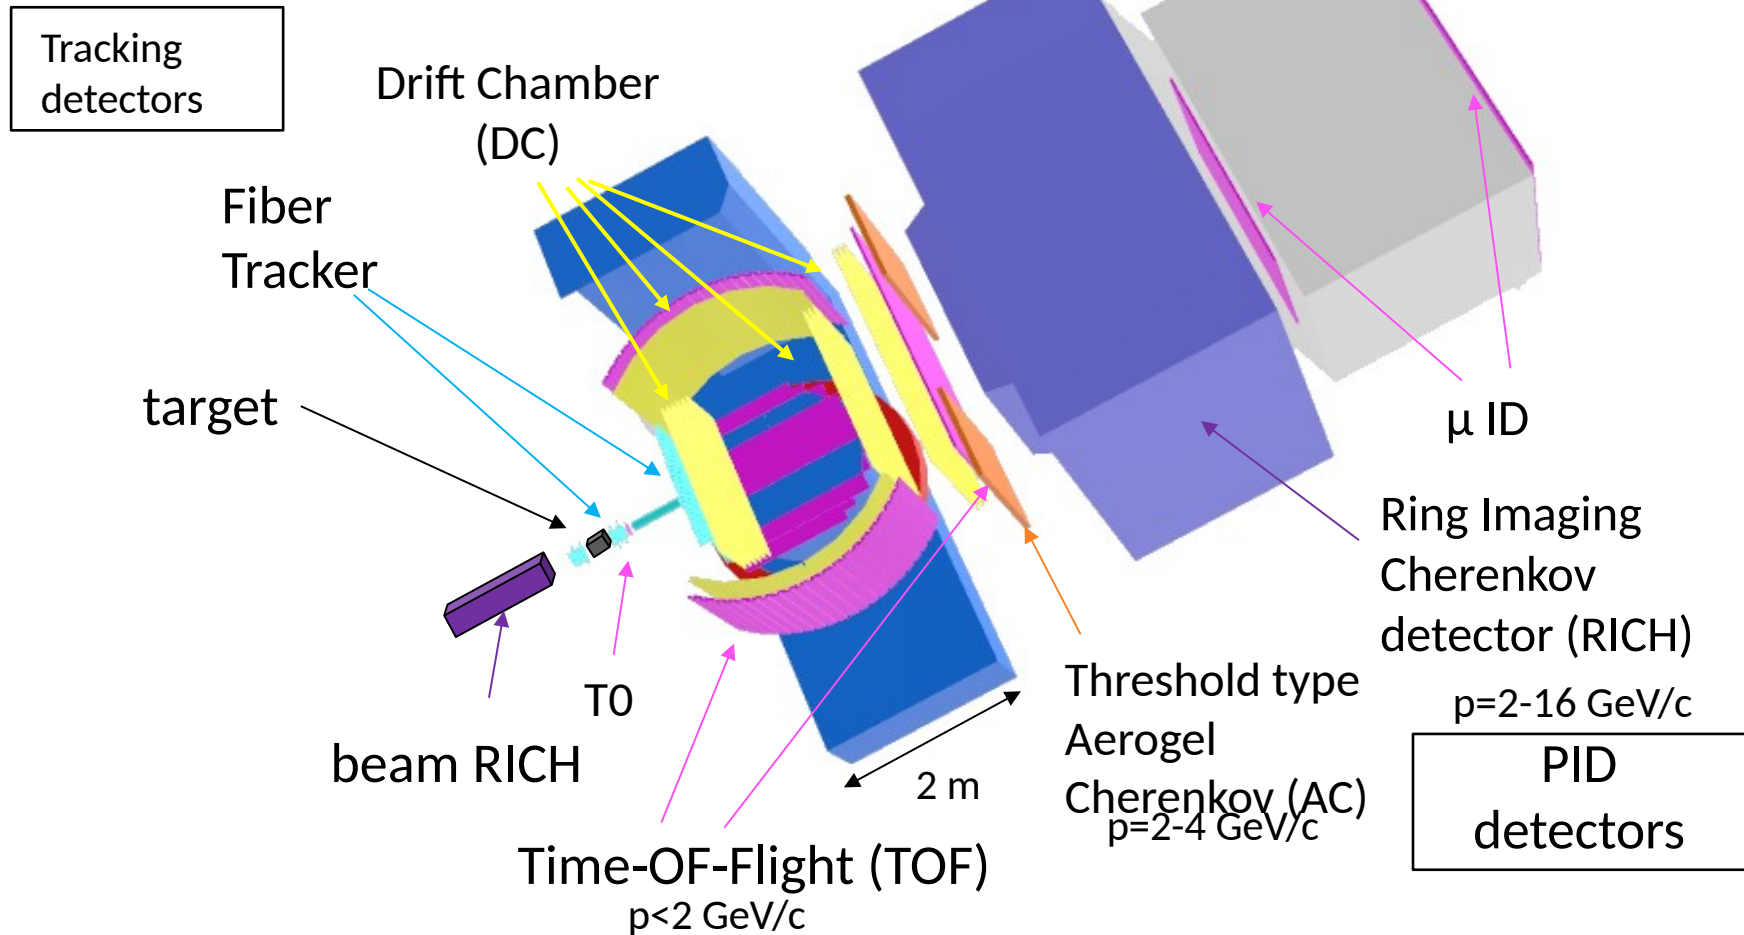 Tracking
detectors
Drift Chamber
(DC)
Fiber
Tracker
target
μ ID
Ring Imaging
Cherenkov
detector (RICH)
p=2-16 GeV/c
T0
beam RICH
2 m
Threshold type
Aerogel
Cherenkov (AC)
p=2-4 GeV/c
PID
detectors
Time-OF-Flight (TOF)
p<2 GeV/c